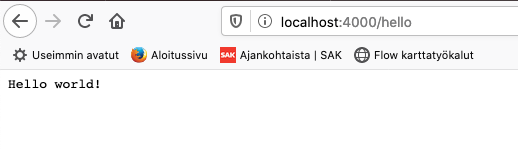 localhost:4000/hello
Useimmin avatut Aloitussivu SAK Ajankohtaista | SAK Flow karttatyökalut
Hello world!